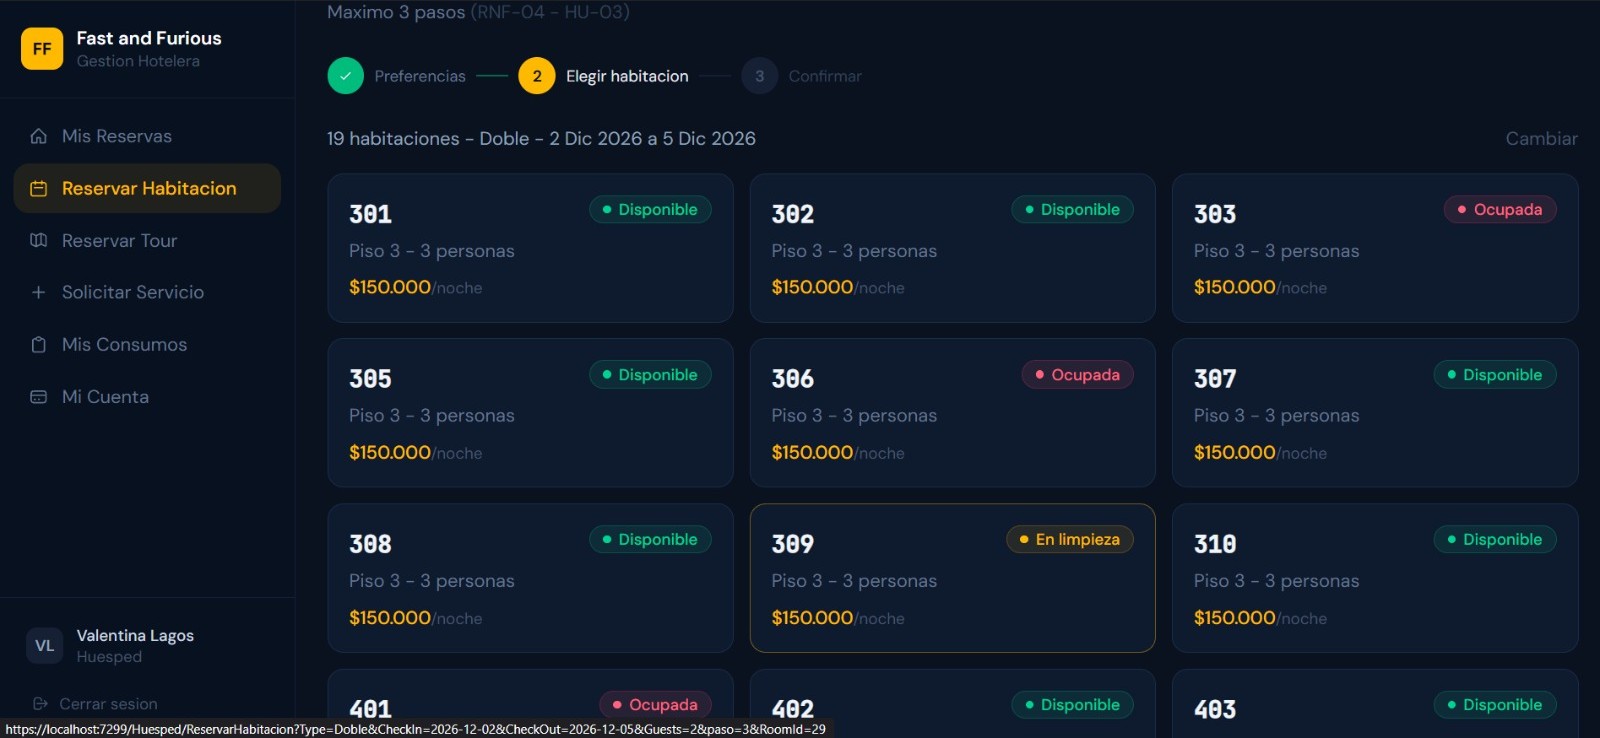 FF
Fast and Furious
Gestion Hotelera
Mis Reservas
Reservar Habitacion
Reservar Tour
Solicitar Servicio
Mis Consumos
Mi Cuenta
VL
Valentina Lagos
Huesped
Cerrar sesion
Maximo 3 pasos (RNF-04 - HU-03)
Preferencias 2 Elegir habitacion 3 Confirmar
19 habitaciones - Doble - 2 Dic 2026 a 5 Dic 2026 Cambiar
301 Disponible
Piso 3 - 3 personas
$150.000/noche
302 Disponible
Piso 3 - 3 personas
$150.000/noche
303 Ocupada
Piso 3 - 3 personas
$150.000/noche
305 Disponible
Piso 3 - 3 personas
$150.000/noche
306 Ocupada
Piso 3 - 3 personas
$150.000/noche
307 Disponible
Piso 3 - 3 personas
$150.000/noche
308 Disponible
Piso 3 - 3 personas
$150.000/noche
309 En limpieza
Piso 3 - 3 personas
$150.000/noche
310 Disponible
Piso 3 - 3 personas
$150.000/noche
401 Ocupada
402 Disponible
403 Disponible
https://localhost:7299/Huesped/ReservarHabitacion?Type=Doble&CheckIn=2026-12-02&CheckOut=2026-12-05&Guests=2&paso=3&RoomId=29